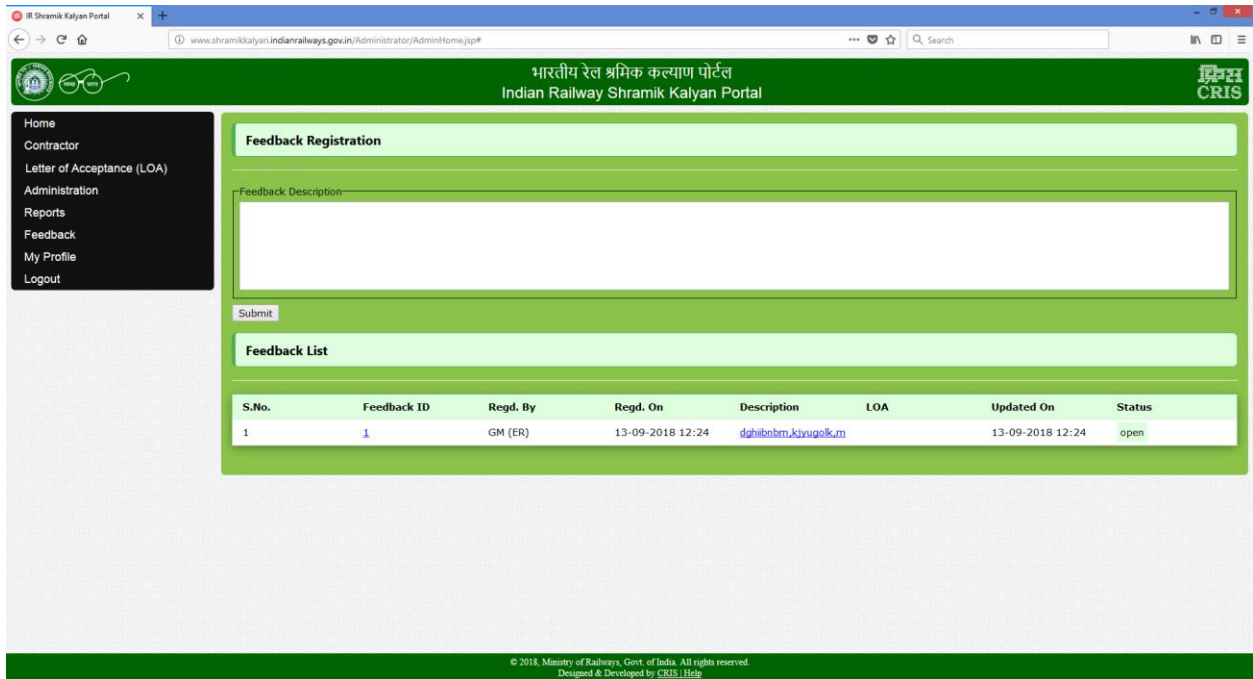 IR Shramik Kalyan Portal
www.shramikkalyan.indianrailways.gov.in/Administrator/AdminHome.jsp#
Search
भारतीय रेल श्रमिक कल्याण पोर्टल
Indian Railway Shramik Kalyan Portal
क्रिस
CRIS
Home
Contractor
Letter of Acceptance (LOA)
Administration
Reports
Feedback
My Profile
Logout
Feedback Registration
Feedback Description
Submit
Feedback List
S.No. Feedback ID Regd. By Regd. On Description LOA Updated On Status
1 1 GM (ER) 13-09-2018 12:24 dghiibnbm,kjyugolk,m 13-09-2018 12:24 open
© 2018, Ministry of Railways, Govt. of India. All rights reserved.
Designed & Developed by CRIS | Help